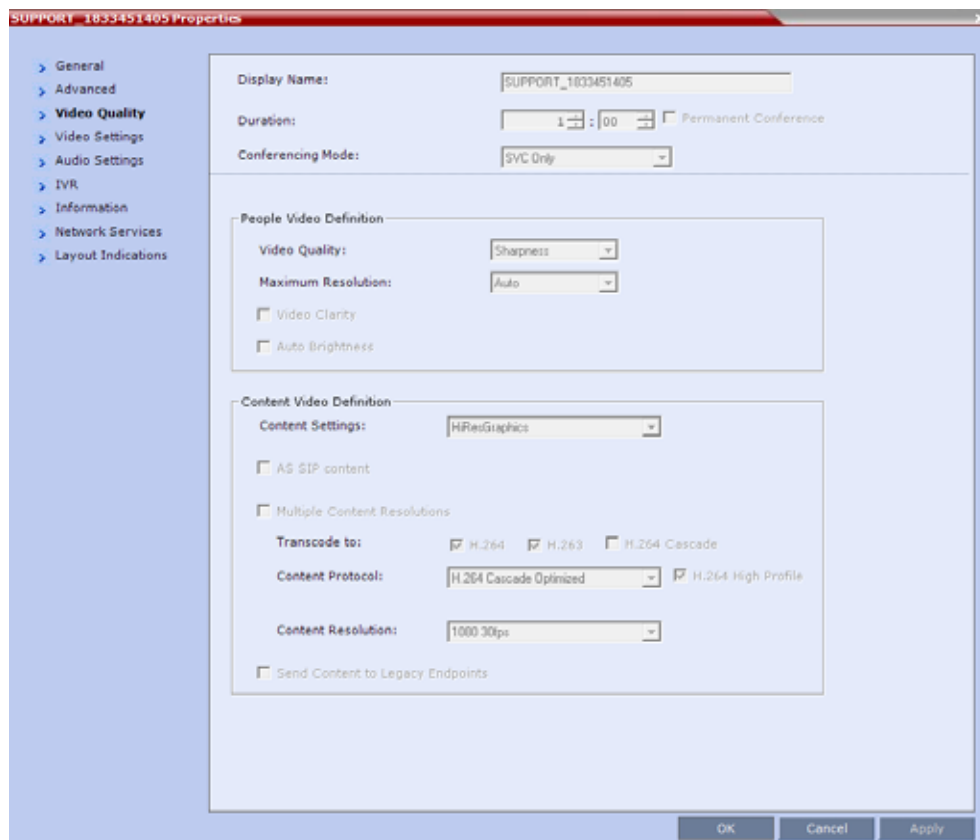 SUPPORT_1833451405 Properties
General
Advanced
Video Quality
Video Settings
Audio Settings
IVR
Information
Network Services
Layout Indications
Display Name: SUPPORT_1833451405
Duration: 1 : 00 Permanent Conference
Conferencing Mode: SVC Only
People Video Definition
Video Quality: Sharpness
Maximum Resolution: Auto
Video Clarity
Auto Brightness
Content Video Definition
Content Settings: HiResGraphics
AS SIP content
Multiple Content Resolutions
Transcode to: H.264 H.263 H.264 Cascade
Content Protocol: H.264 Cascade Optimized H.264 High Profile
Content Resolution: 1080 30fps
Send Content to Legacy Endpoints
OK Cancel Apply